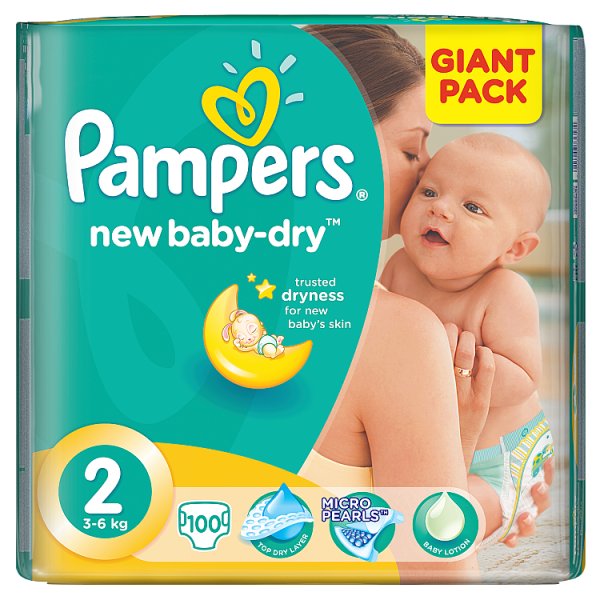 GIANT
PACK
Pampers®
new baby-dry™
trusted
dryness
for new
baby's skin
2
3-6 kg
100
TOP DRY LAYER
MICRO
PEARLS™
BABY LOTION